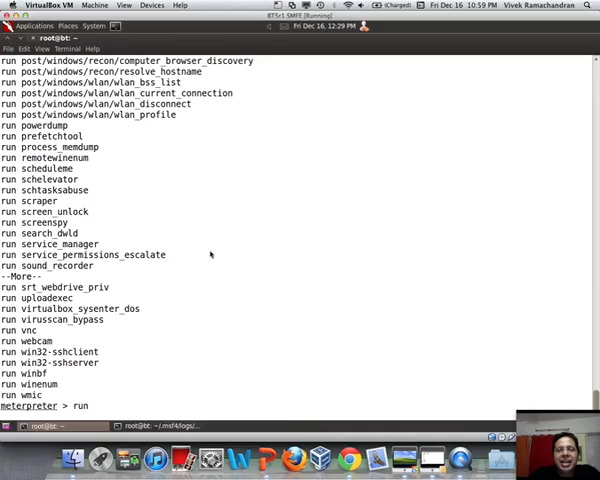 VirtualBox VM Machine View Devices Help (Charged) Fri Dec 16 10:59 PM Vivek Ramachandran
BT5r1 SMFE [Running]
Applications Places System Fri Dec 16, 12:29 PM
root@bt: ~
File Edit View Terminal Help
run post/windows/recon/computer_browser_discovery
run post/windows/recon/resolve_hostname
run post/windows/wlan/wlan_bss_list
run post/windows/wlan/wlan_current_connection
run post/windows/wlan/wlan_disconnect
run post/windows/wlan/wlan_profile
run powerdump
run prefetchtool
run process_memdump
run remotewinenum
run scheduleme
run schelevator
run schtasksabuse
run scraper
run screen_unlock
run screenspy
run search_dwld
run service_manager
run service_permissions_escalate
run sound_recorder
--More--
run srt_webdrive_priv
run uploadexec
run virtualbox_sysenter_dos
run virusscan_bypass
run vnc
run webcam
run win32-sshclient
run win32-sshserver
run winbf
run winenum
run wmic
meterpreter > run
root@bt: ~ root@bt: ~/.msf4/logs/...